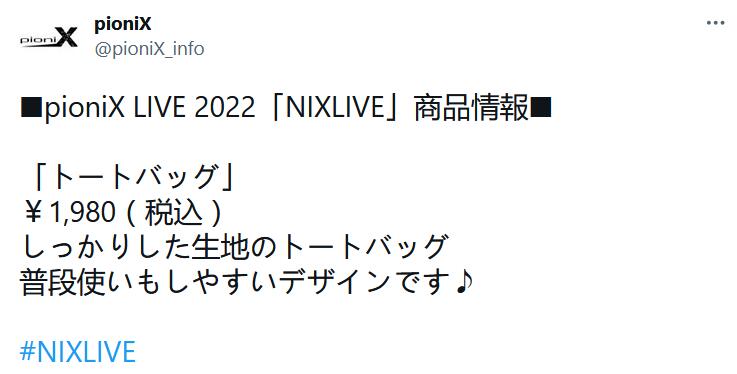 pioniX
pioniX
@pioniX_info
■pioniX LIVE 2022「NIXLIVE」商品情報■
「トートバッグ」
￥1,980（税込）
しっかりした生地のトートバッグ
普段使いもしやすいデザインです♪
#NIXLIVE